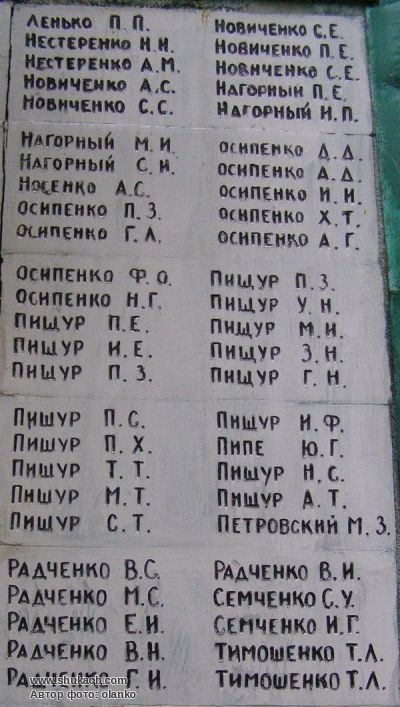 Ленько П. П.
Нестеренко Н. И.
Нестеренко А. М.
Новиченко А. С.
Новиченко С. С.
Новиченко С. Е.
Новиченко П. Е.
Новиченко С. Е.
Нагорный П. Е.
Нагорный И. П.
Нагорный М. И.
Нагорный С. И.
Носенко А. С.
Осипенко П. З.
Осипенко Г. Л.
Осипенко Д. Д.
Осипенко А. Д.
Осипенко И. И.
Осипенко Х. Т.
Осипенко А. Г.
Осипенко Ф. О.
Осипенко Н. Г.
Пищур П. Е.
Пищур И. Е.
Пищур П. З.
Пищур П. З.
Пищур У. Н.
Пищур М. И.
Пищур З. Н.
Пищур Г. Н.
Пишур П. С.
Пишур П. Х.
Пишур Т. Т.
Пишур М. Т.
Пишур С. Т.
Пищур И. Ф.
Пипе Ю. Г.
Пищур Н. С.
Пищур А. Т.
Петровский М. З.
Радченко В. С.
Радченко М. С.
Радченко Е. И.
Радченко В. Н.
Радченко Г. И.
Радченко В. И.
Семченко С. У.
Семченко И. Г.
Тимошенко Т. Л.
Тимошенко Т. Л.
www.shukach.com
Автор фото: olanko